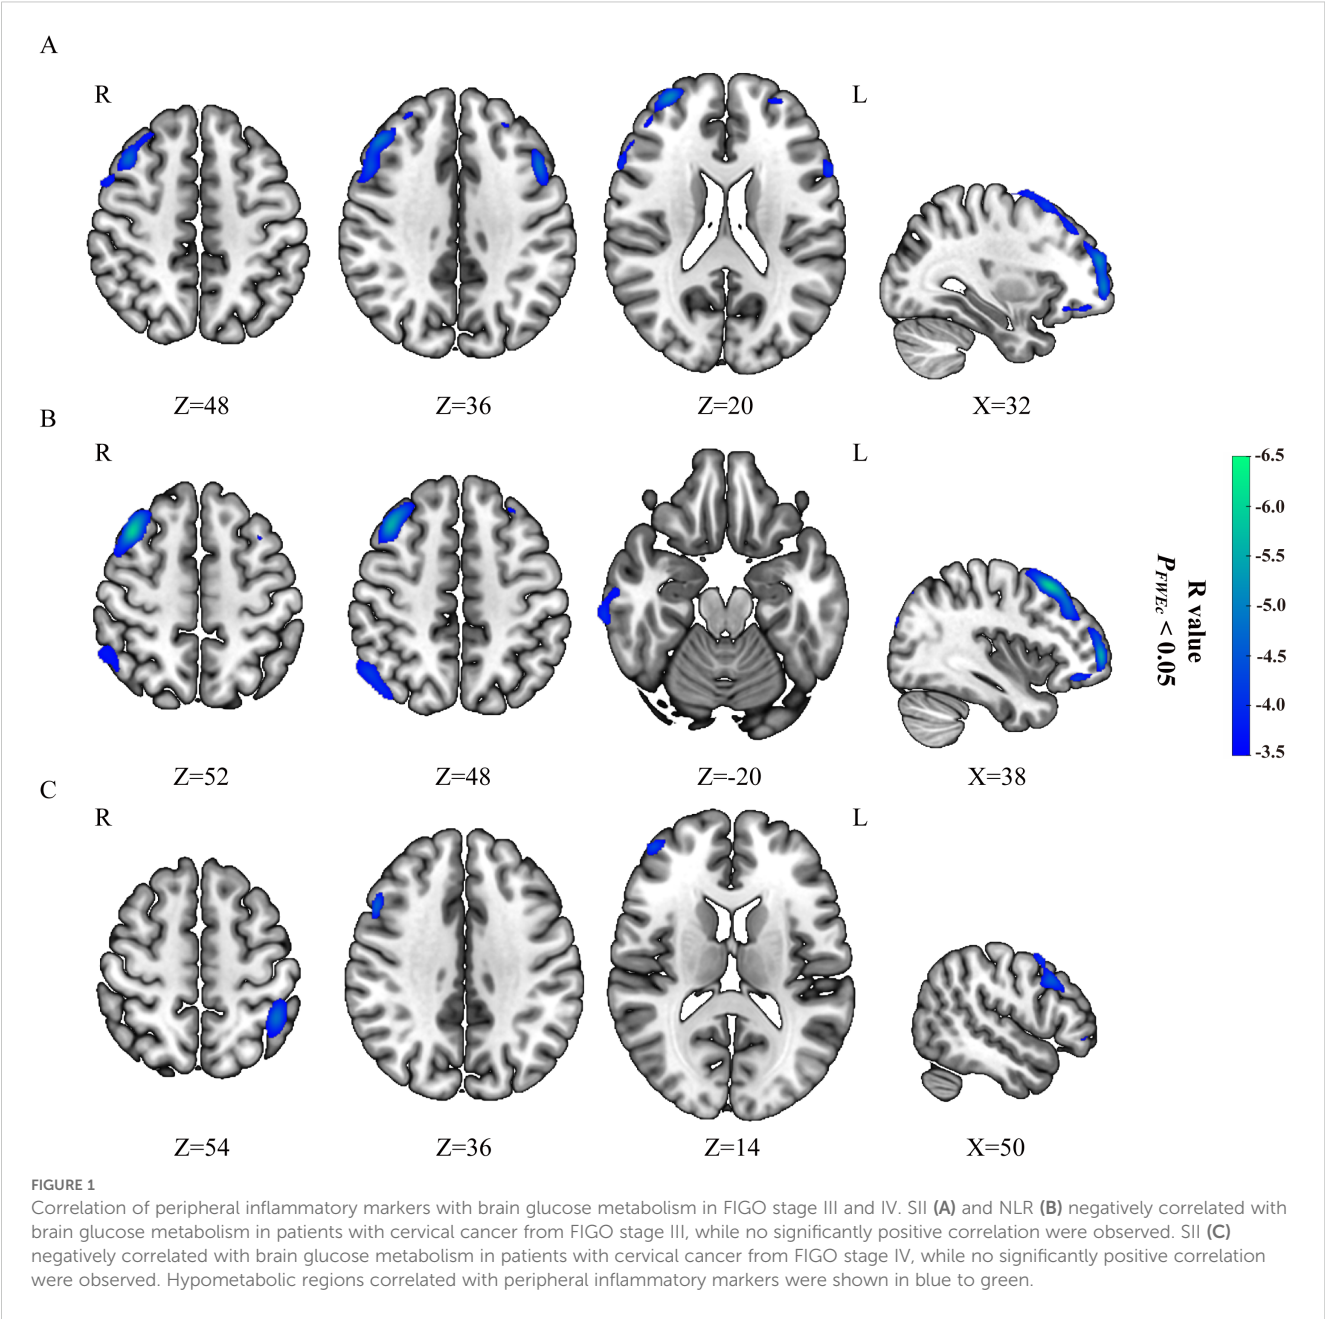 A
R
L
Z=48
Z=36
Z=20
X=32
B
R
L
Z=52
Z=48
Z=-20
X=38
R value
P FWEc < 0.05
-6.5
-6.0
-5.5
-5.0
-4.5
-4.0
-3.5
C
R
L
Z=54
Z=36
Z=14
X=50
FIGURE 1
Correlation of peripheral inflammatory markers with brain glucose metabolism in FIGO stage III and IV. SII (A) and NLR (B) negatively correlated with
brain glucose metabolism in patients with cervical cancer from FIGO stage III, while no significantly positive correlation were observed. SII (C)
negatively correlated with brain glucose metabolism in patients with cervical cancer from FIGO stage IV, while no significantly positive correlation
were observed. Hypometabolic regions correlated with peripheral inflammatory markers were shown in blue to green.